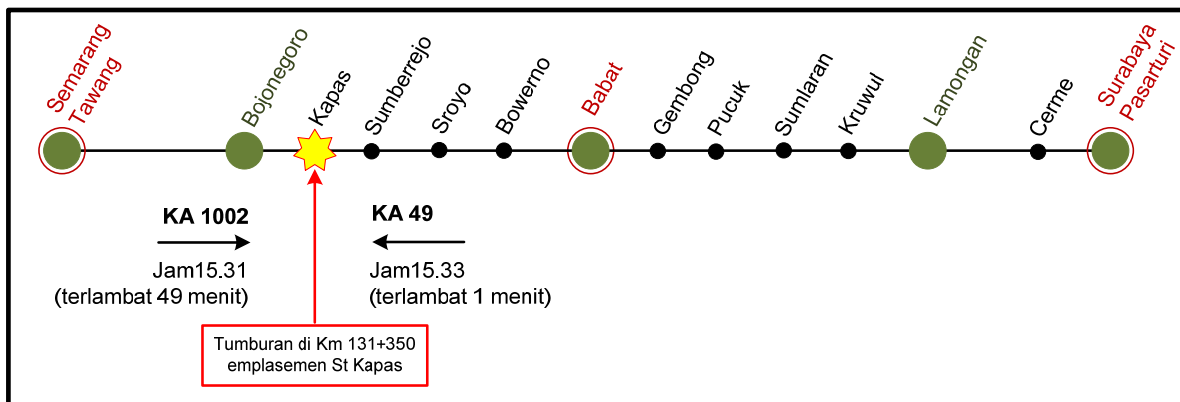 Semarang
Tawang
Bojonegoro
Kapas
Sumberrejo
Sroyo
Bowerno
Babat
Gembong
Pucuk
Sumlaran
Kruwul
Lamongan
Cerme
Surabaya
Pasarturi
KA 1002
Jam15.31
(terlambat 49 menit)
KA 49
Jam15.33
(terlambat 1 menit)
Tumburan di Km 131+350
emplasemen St Kapas